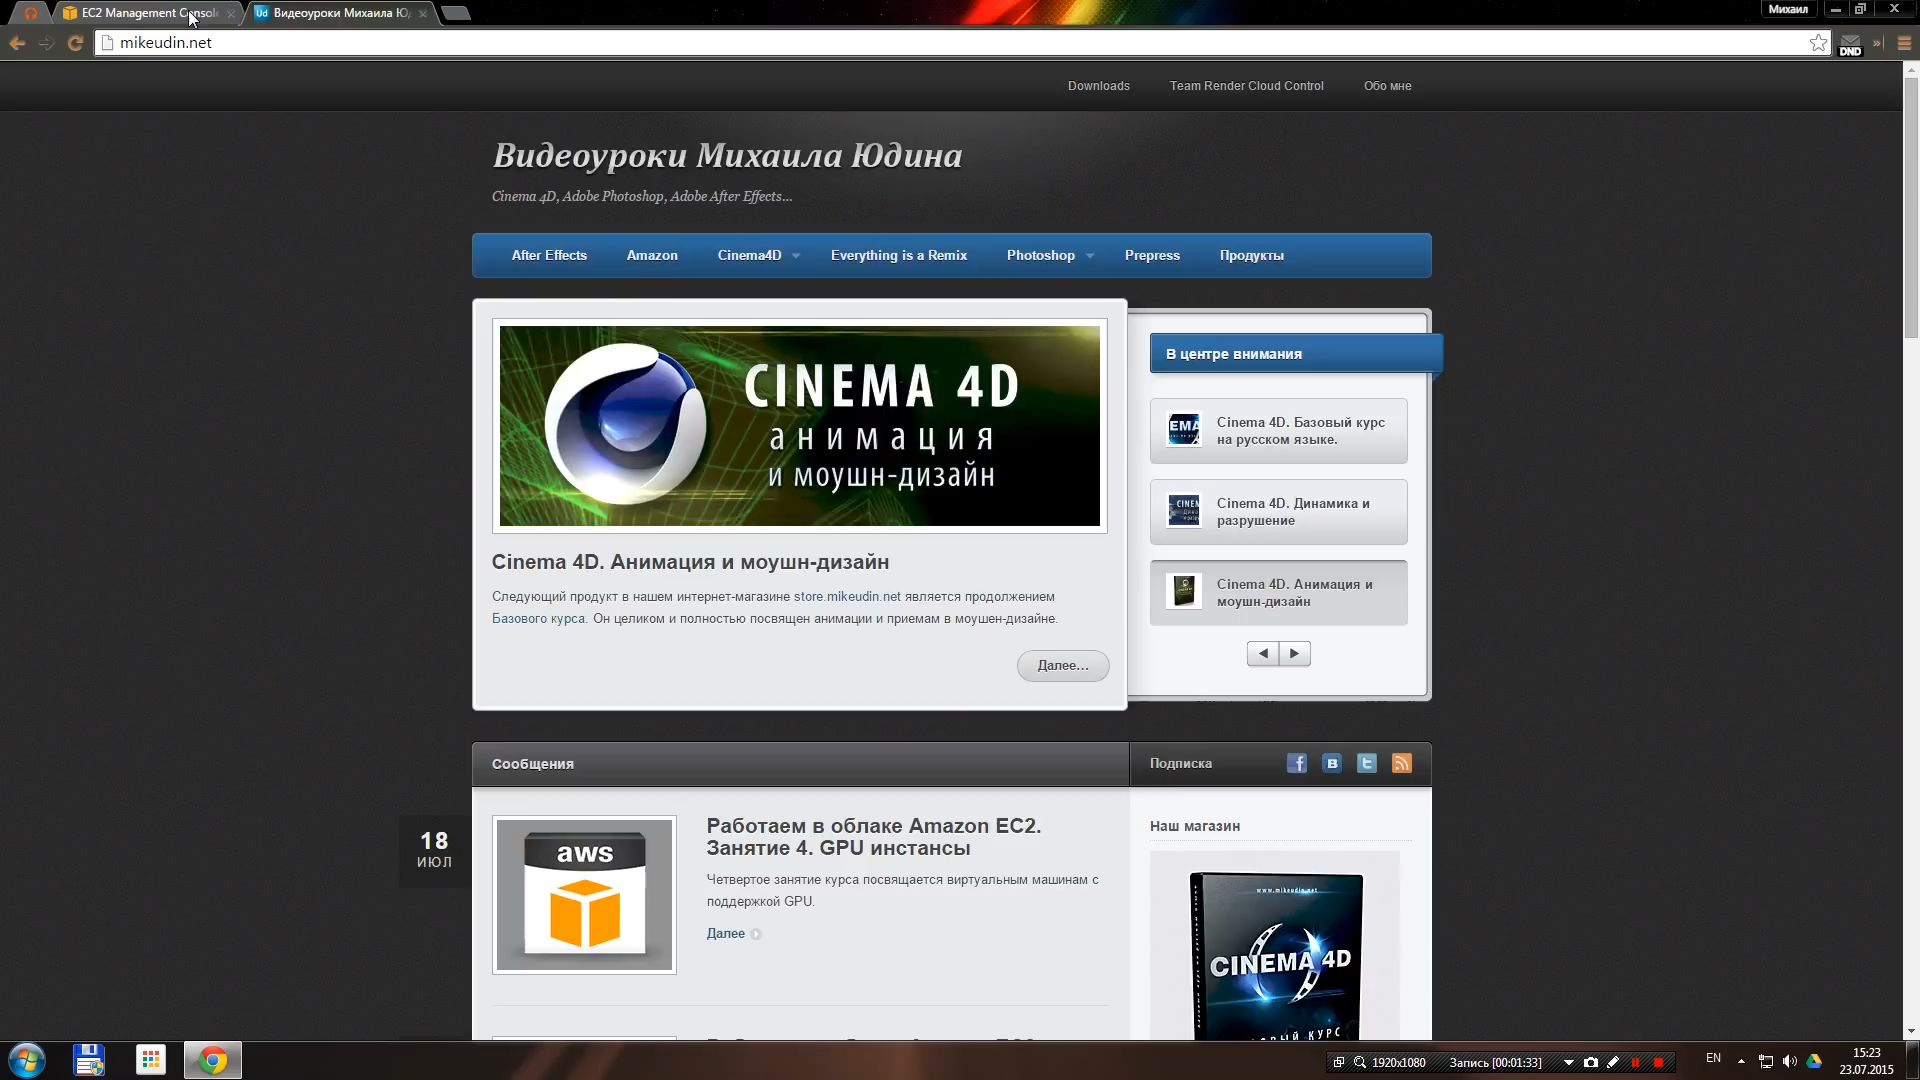 EC2 Management Consol
Ud Видеоуроки Михаила Ю
Михаил
mikeudin.net
DND
Downloads
Team Render Cloud Control
Обо мне
Видеоуроки Михаила Юдина
Cinema 4D, Adobe Photoshop, Adobe After Effects...
After Effects
Amazon
Cinema4D
Everything is a Remix
Photoshop
Prepress
Продукты
CINEMA 4D
анимация
и моушн-дизайн
Cinema 4D. Анимация и моушн-дизайн
Следующий продукт в нашем интернет-магазине store.mikeudin.net является продолжением
Базового курса. Он целиком и полностью посвящен анимации и приемам в моушен-дизайне.
Далее...
В центре внимания
Cinema 4D. Базовый курс
на русском языке.
Cinema 4D. Динамика и
разрушение
Cinema 4D. Анимация и
моушн-дизайн
Сообщения
Подписка
18
ИЮЛ
aws
Работаем в облаке Amazon EC2.
Занятие 4. GPU инстансы
Четвертое занятие курса посвящается виртуальным машинам с
поддержкой GPU.
Далее
Наш магазин
www.mikeudin.net
CINEMA 4D
1920x1080
Запись [00:01:33]
EN
15:23
23.07.2015